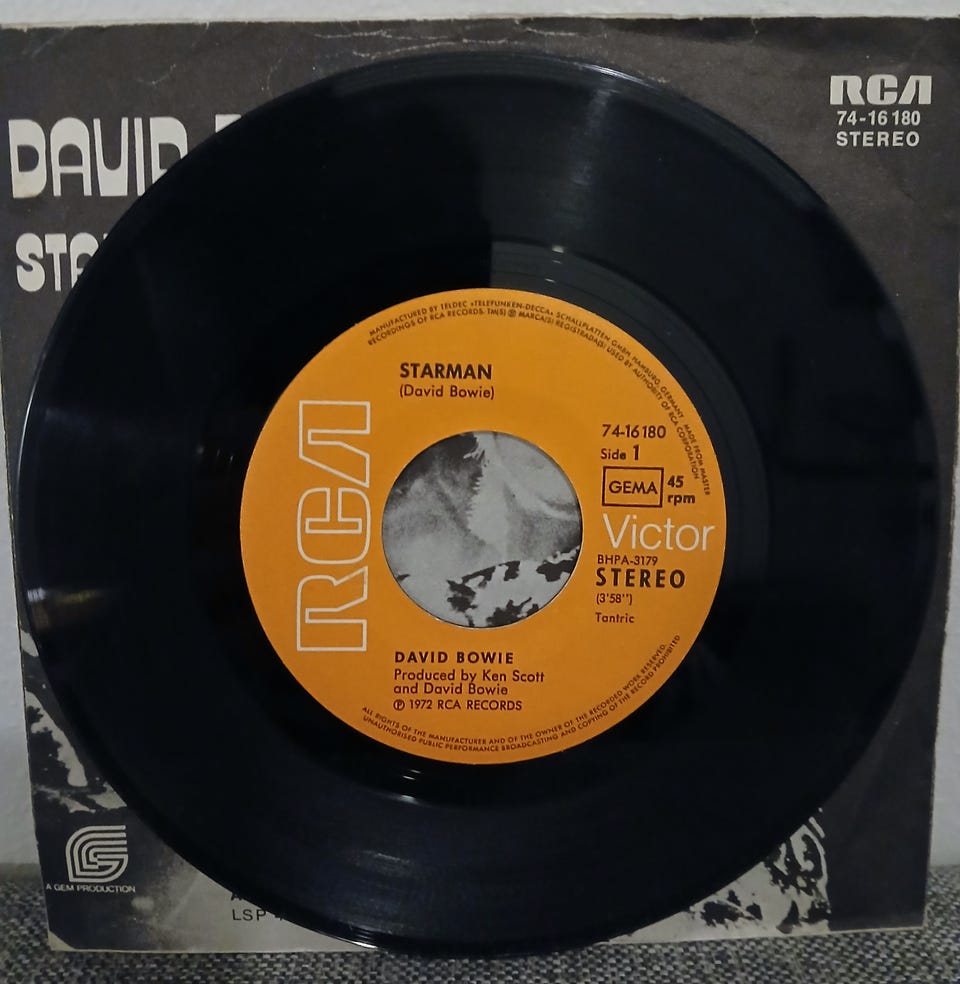 RCA
74-16180
STEREO
DAVID
STA
MANUFACTURED BY TELDEC »TELEFUNKEN-DECCA« SCHALLPLATTEN GMBH, HAMBURG, GERMANY MADE FROM MASTER
RECORDINGS OF RCA RECORDS. TM(S) ® MARCA(S) REGISTRADA(S) USED BY AUTHORITY OF RCA CORPORATION
STARMAN
(David Bowie)
RCA
74-16180
Side 1
GEMA
45
rpm
Victor
BHPA-3179
STEREO
(3'58'')
Tantric
DAVID BOWIE
Produced by Ken Scott
and David Bowie
℗ 1972 RCA RECORDS
ALL RIGHTS OF THE MANUFACTURER AND OF THE OWNER OF THE RECORDED WORK RESERVED.
UNAUTHORISED PUBLIC PERFORMANCE BROADCASTING AND COPYING OF THE RECORD PROHIBITED
A GEM PRODUCTION
LSP